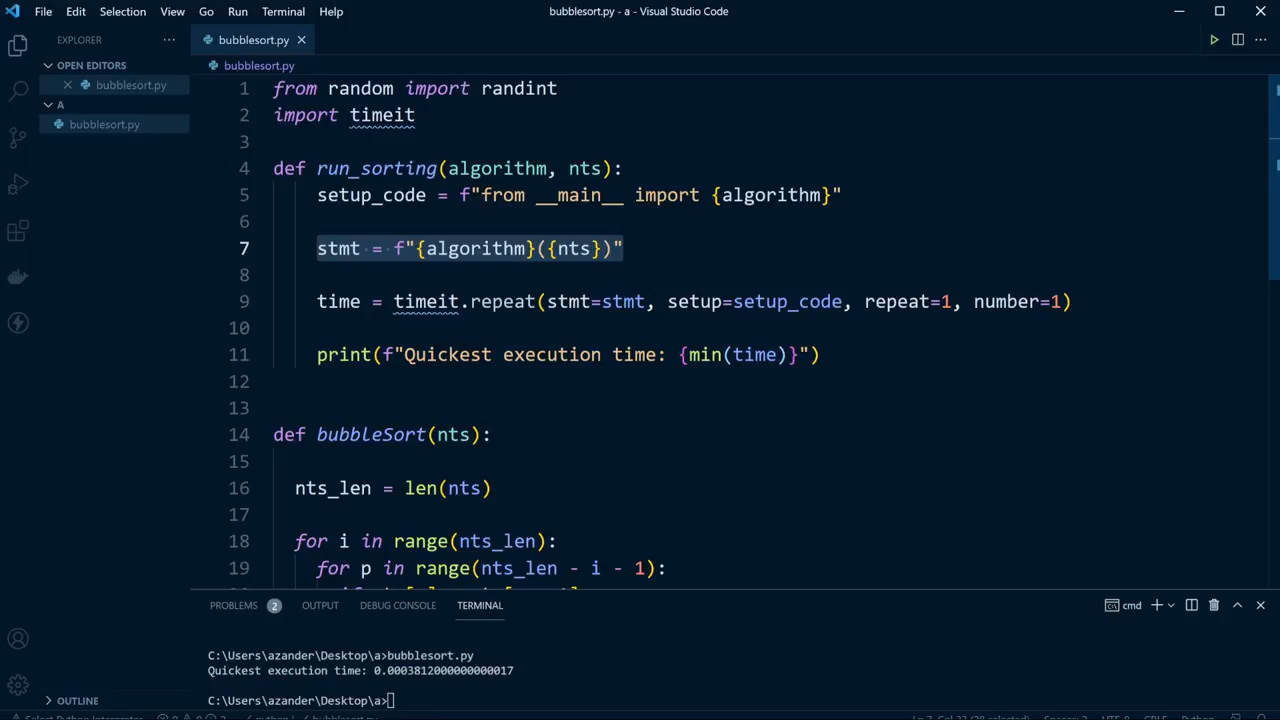 File Edit Selection View Go Run Terminal Help
bubblesort.py - a - Visual Studio Code
EXPLORER
bubblesort.py
OPEN EDITORS
bubblesort.py
bubblesort.py
A
bubblesort.py
1 from random import randint
2 import timeit
3
4 def run_sorting(algorithm, nts):
5 setup_code = f"from __main__ import {algorithm}"
6
7 stmt = f"{algorithm}({nts})"
8
9 time = timeit.repeat(stmt=stmt, setup=setup_code, repeat=1, number=1)
10
11 print(f"Quickest execution time: {min(time)}")
12
13
14 def bubbleSort(nts):
15
16 nts_len = len(nts)
17
18 for i in range(nts_len):
19 for p in range(nts_len - i - 1):
PROBLEMS 2 OUTPUT DEBUG CONSOLE TERMINAL
cmd
C:\Users\azander\Desktop\a>bubblesort.py
Quickest execution time: 0.0003812000000000017
C:\Users\azander\Desktop\a>
OUTLINE